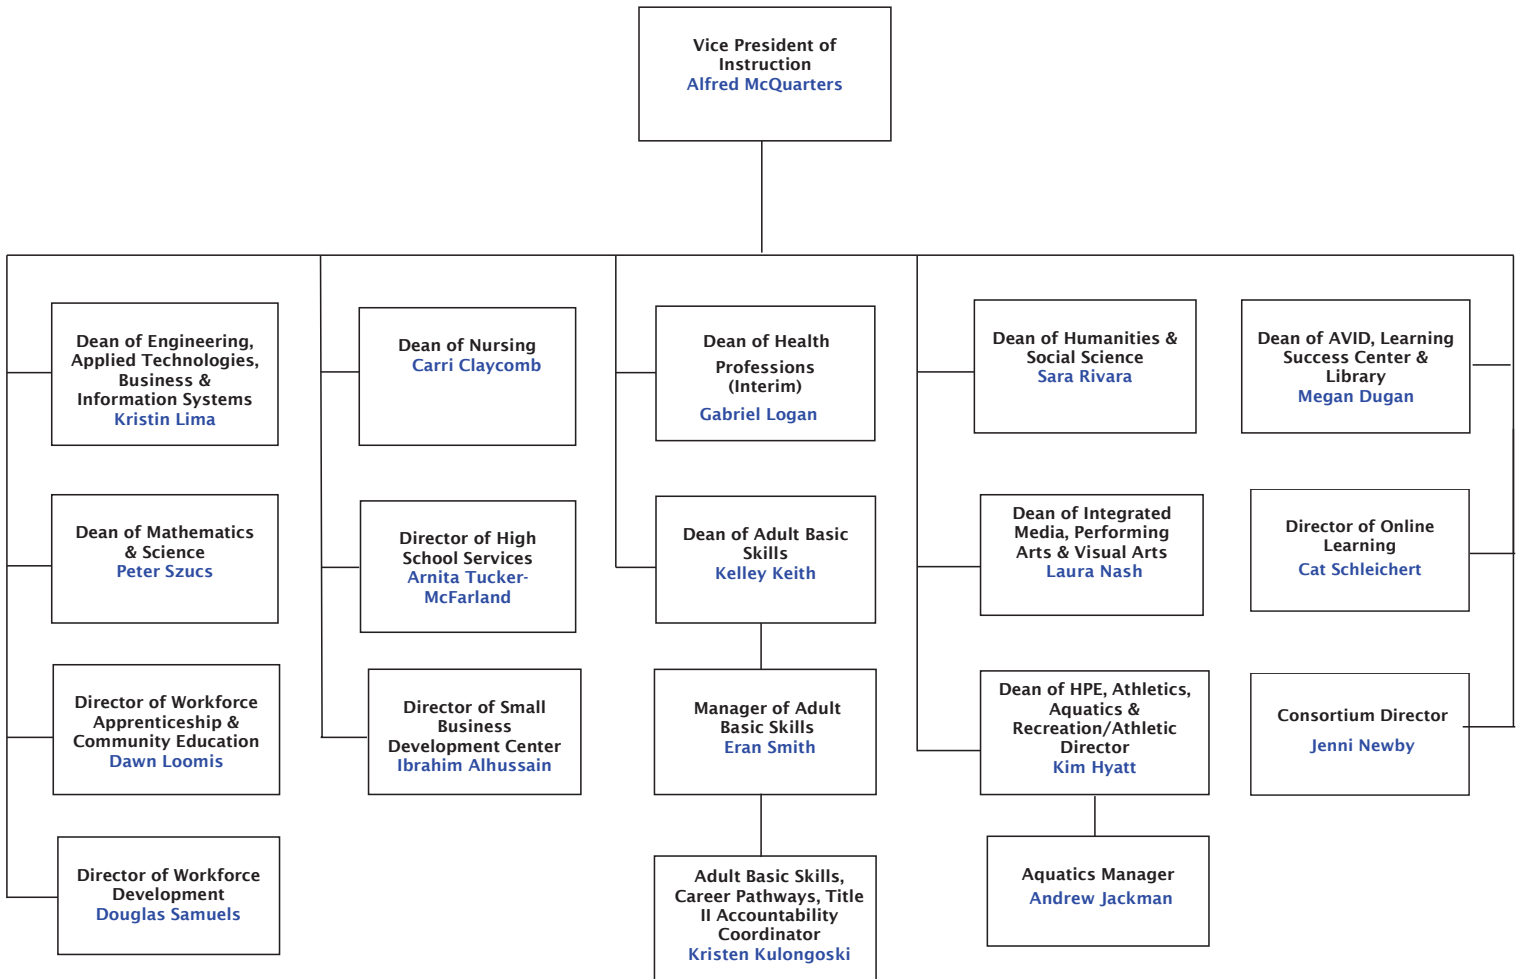 Vice President of
Instruction
Alfred McQuarters
Dean of Engineering,
Applied Technologies,
Business &
Information Systems
Kristin Lima
Dean of Nursing
Carri Claycomb
Dean of Health
Professions
(Interim)
Gabriel Logan
Dean of Humanities &
Social Science
Sara Rivara
Dean of AVID, Learning
Success Center &
Library
Megan Dugan
Dean of Mathematics
& Science
Peter Szucs
Director of High
School Services
Arnita Tucker-
McFarland
Dean of Adult Basic
Skills
Kelley Keith
Dean of Integrated
Media, Performing
Arts & Visual Arts
Laura Nash
Director of Online
Learning
Cat Schleichert
Director of Workforce
Apprenticeship &
Community Education
Dawn Loomis
Director of Small
Business
Development Center
Ibrahim Alhussain
Manager of Adult
Basic Skills
Eran Smith
Dean of HPE, Athletics,
Aquatics &
Recreation/Athletic
Director
Kim Hyatt
Consortium Director
Jenni Newby
Director of Workforce
Development
Douglas Samuels
Adult Basic Skills,
Career Pathways, Title
II Accountability
Coordinator
Kristen Kulongoski
Aquatics Manager
Andrew Jackman